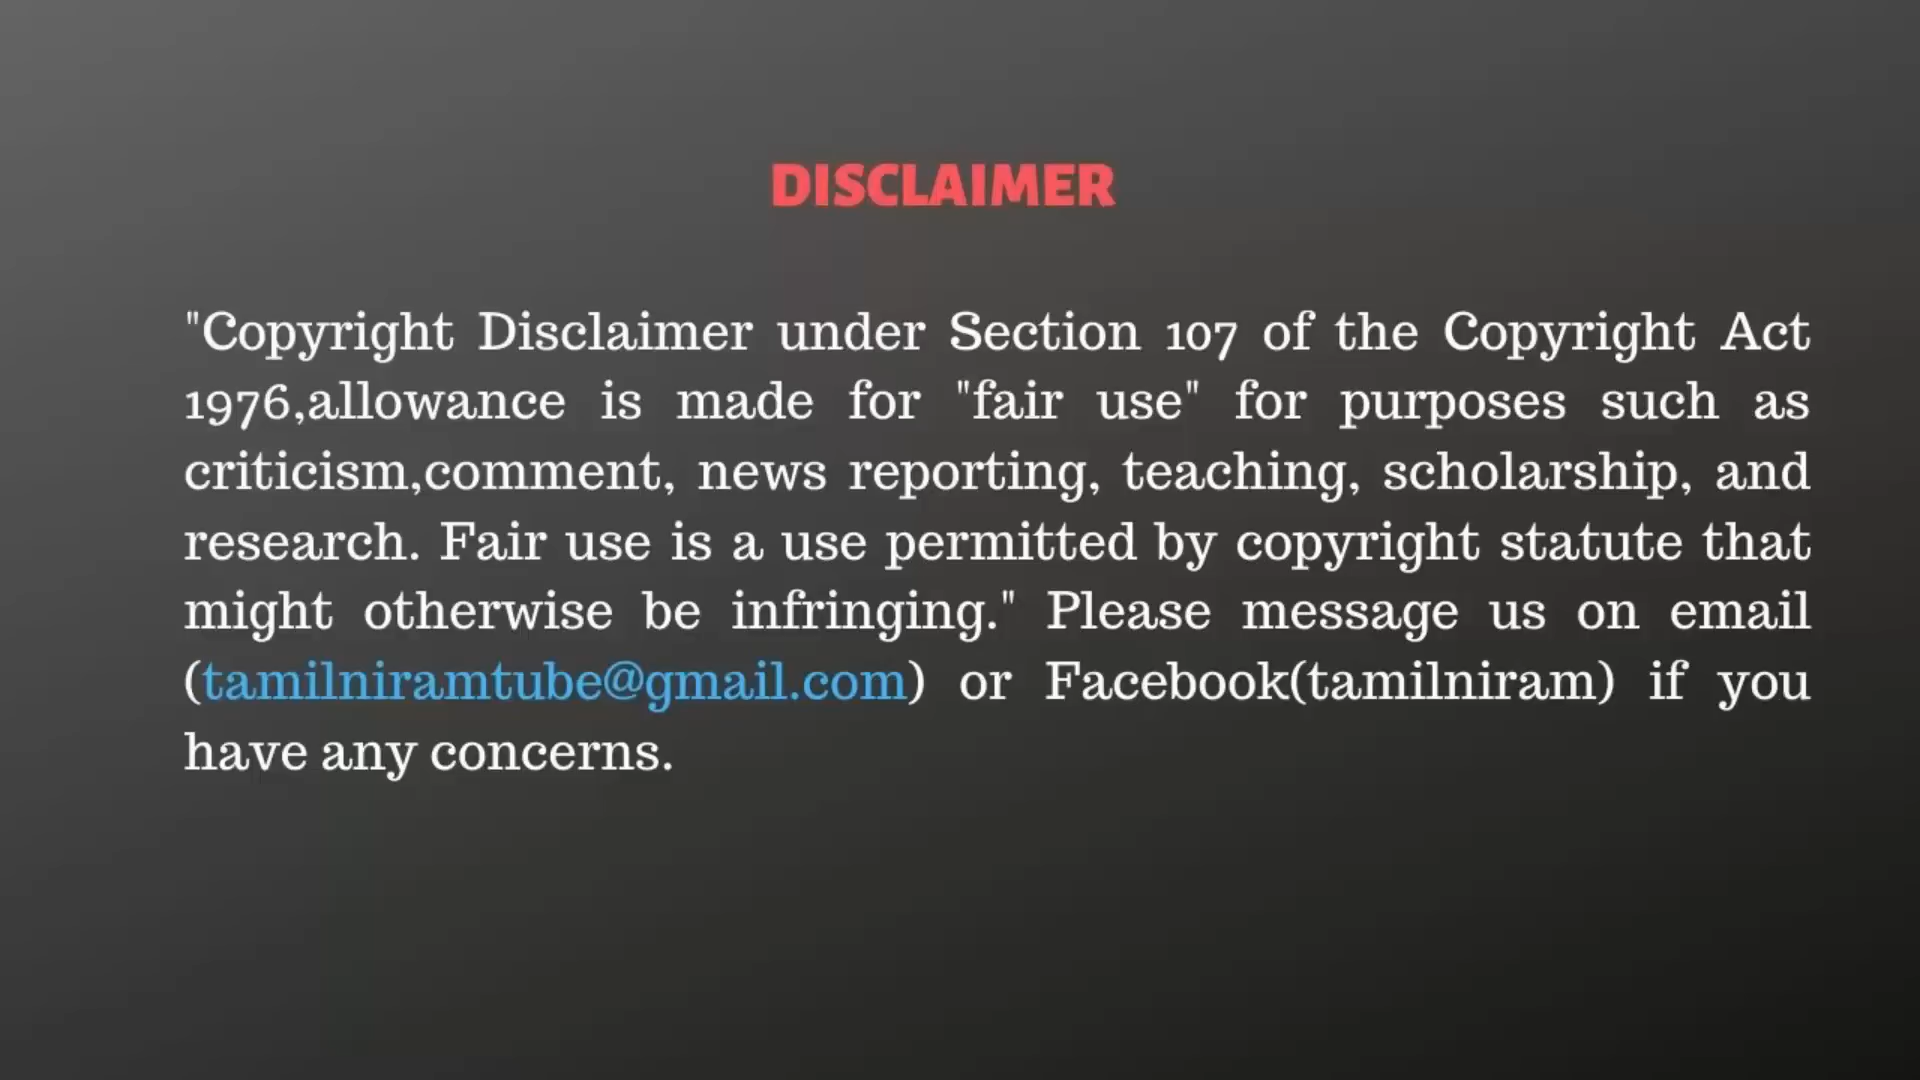 DISCLAIMER
"Copyright Disclaimer under Section 107 of the Copyright Act
1976,allowance is made for "fair use" for purposes such as
criticism,comment, news reporting, teaching, scholarship, and
research. Fair use is a use permitted by copyright statute that
might otherwise be infringing." Please message us on email
(tamilniramtube@gmail.com) or Facebook(tamilniram) if you
have any concerns.